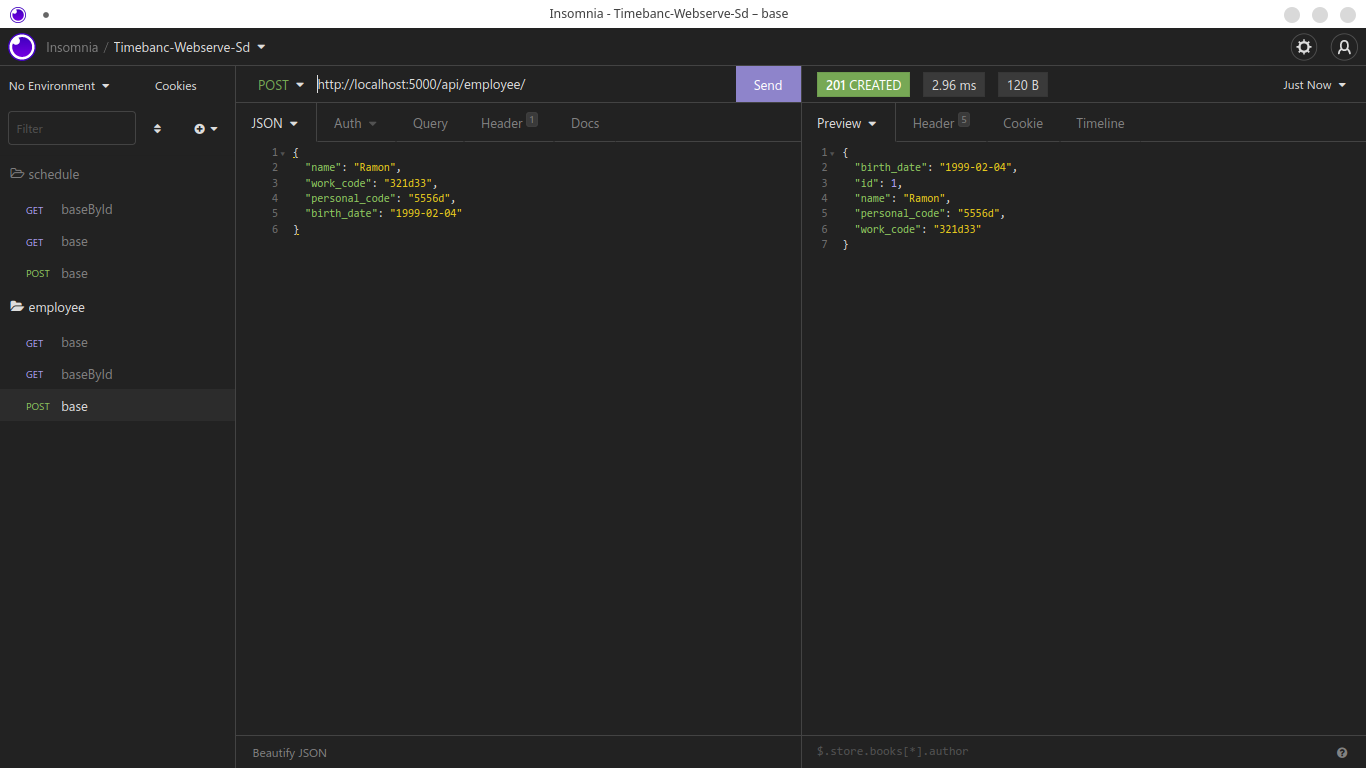 Insomnia - Timebanc-Webserve-Sd – base
Insomnia / Timebanc-Webserve-Sd
No Environment Cookies
Filter
schedule
GET baseById
GET base
POST base
employee
GET base
GET baseById
POST base
POST http://localhost:5000/api/employee/ Send
JSON Auth Query Header 1 Docs
1 {
2 "name": "Ramon",
3 "work_code": "321d33",
4 "personal_code": "5556d",
5 "birth_date": "1999-02-04"
6 }
Beautify JSON
201 CREATED 2.96 ms 120 B Just Now
Preview Header 5 Cookie Timeline
1 {
2 "birth_date": "1999-02-04",
3 "id": 1,
4 "name": "Ramon",
5 "personal_code": "5556d",
6 "work_code": "321d33"
7 }
$.store.books[*].author